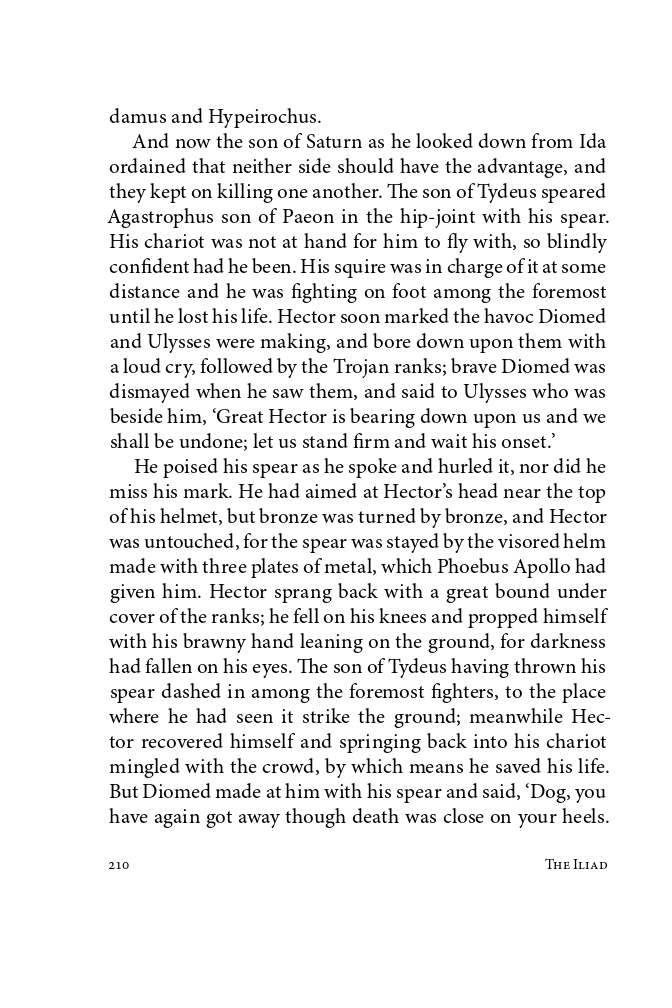 damus and Hypeirochus.
And now the son of Saturn as he looked down from Ida
ordained that neither side should have the advantage, and
they kept on killing one another. The son of Tydeus speared
Agastrophus son of Paeon in the hip-joint with his spear.
His chariot was not at hand for him to fly with, so blindly
confident had he been. His squire was in charge of it at some
distance and he was fighting on foot among the foremost
until he lost his life. Hector soon marked the havoc Diomed
and Ulysses were making, and bore down upon them with
a loud cry, followed by the Trojan ranks; brave Diomed was
dismayed when he saw them, and said to Ulysses who was
beside him, ‘Great Hector is bearing down upon us and we
shall be undone; let us stand firm and wait his onset.’
He poised his spear as he spoke and hurled it, nor did he
miss his mark. He had aimed at Hector’s head near the top
of his helmet, but bronze was turned by bronze, and Hector
was untouched, for the spear was stayed by the visored helm
made with three plates of metal, which Phoebus Apollo had
given him. Hector sprang back with a great bound under
cover of the ranks; he fell on his knees and propped himself
with his brawny hand leaning on the ground, for darkness
had fallen on his eyes. The son of Tydeus having thrown his
spear dashed in among the foremost fighters, to the place
where he had seen it strike the ground; meanwhile Hec-
tor recovered himself and springing back into his chariot
mingled with the crowd, by which means he saved his life.
But Diomed made at him with his spear and said, ‘Dog, you
have again got away though death was close on your heels.
210 The Iliad